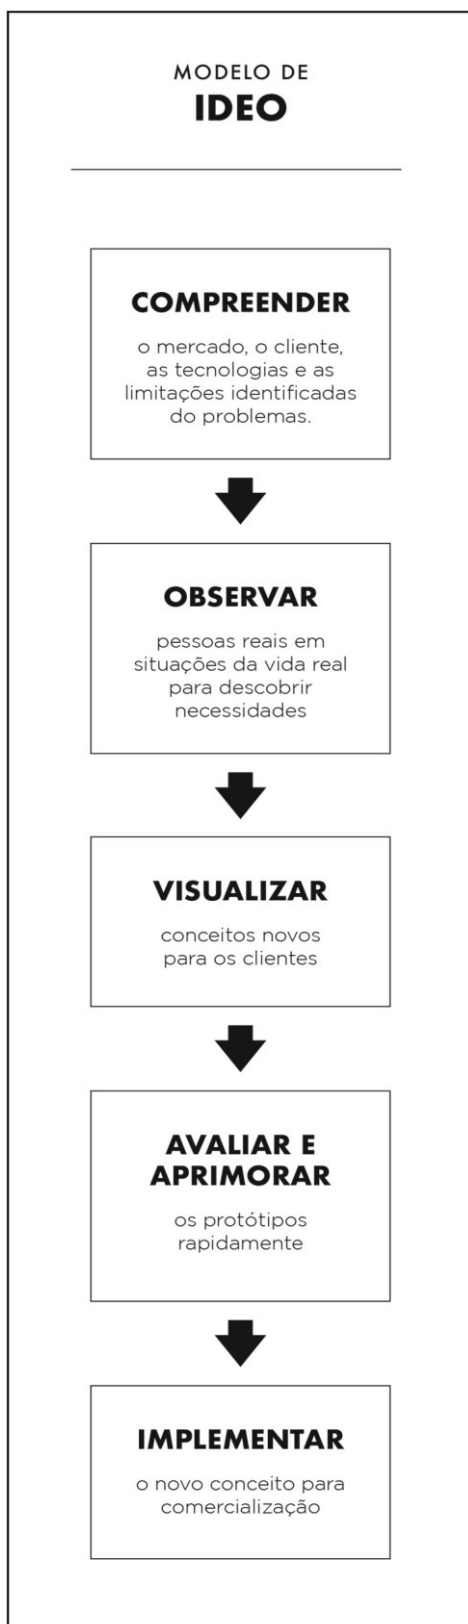 MODELO DE
IDEO
COMPREENDER
o mercado, o cliente,
as tecnologias e as
limitações identificadas
do problemas.
OBSERVAR
pessoas reais em
situações da vida real
para descobrir
necessidades
VISUALIZAR
conceitos novos
para os clientes
AVALIAR E
APRIMORAR
os protótipos
rapidamente
IMPLEMENTAR
o novo conceito para
comercialização